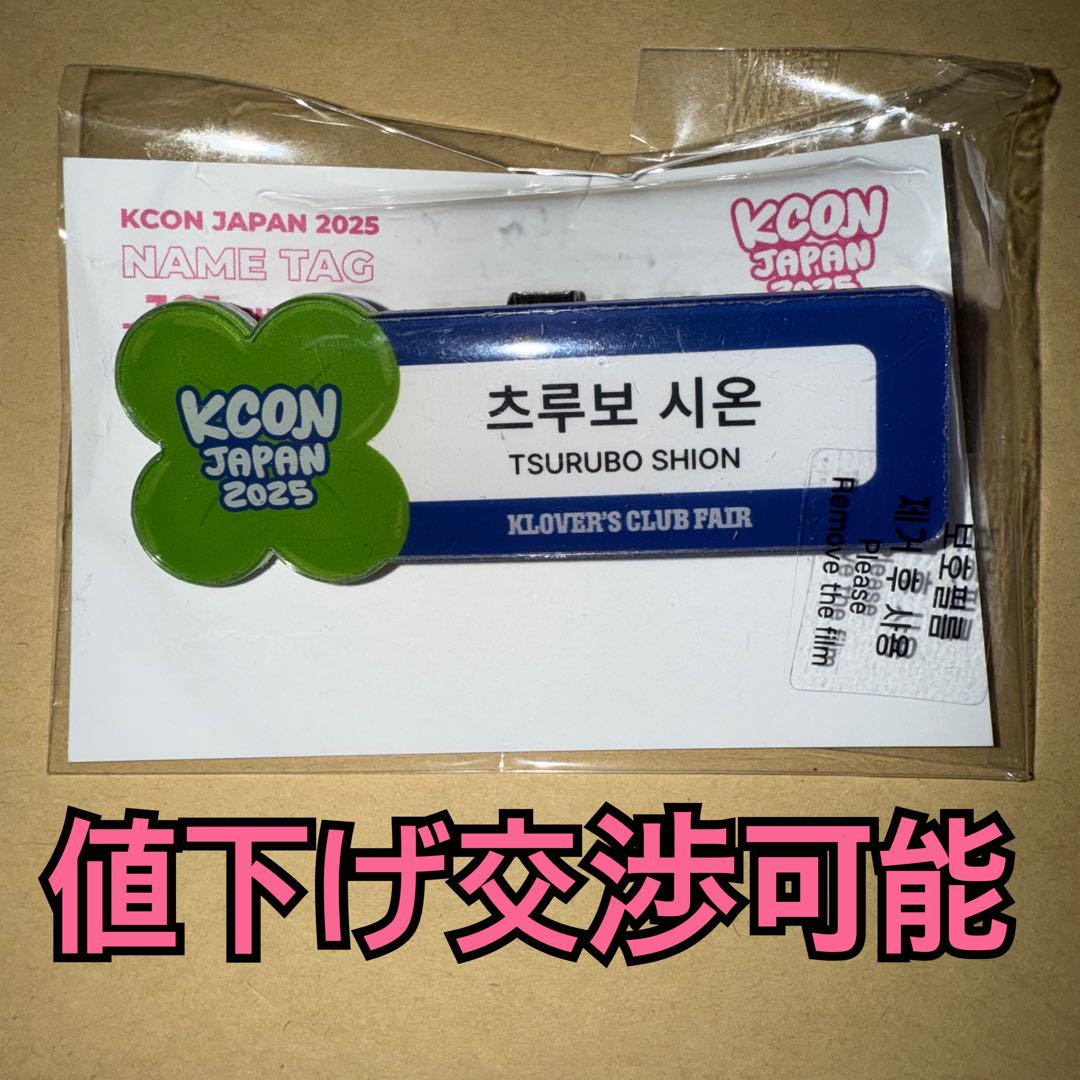 KCON JAPAN 2025
NAME TAG
KCON
JAPAN
2025
KCON
JAPAN
2025
츠루보 시온
TSURUBO SHION
KLOVER'S CLUB FAIR
보호필름
제거 후 사용
Please
Remove the film
値下げ交渉可能